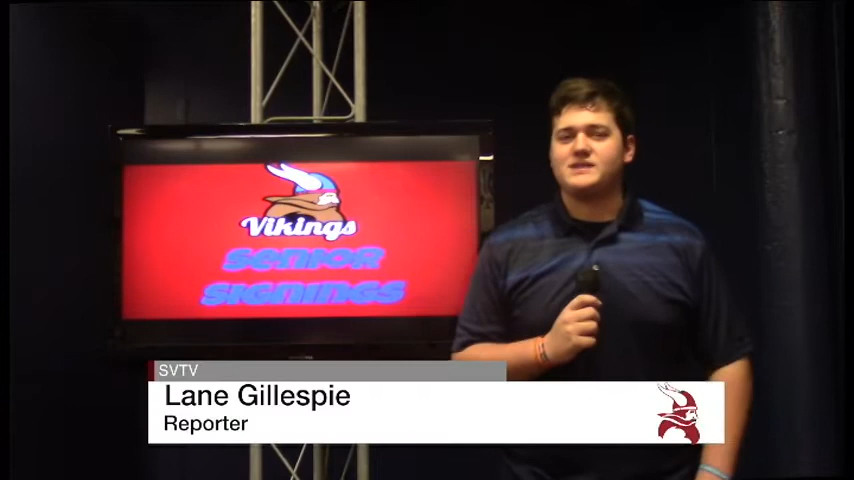 Vikings
SENIOR
SIGNINGS
SVTV
Lane Gillespie
Reporter